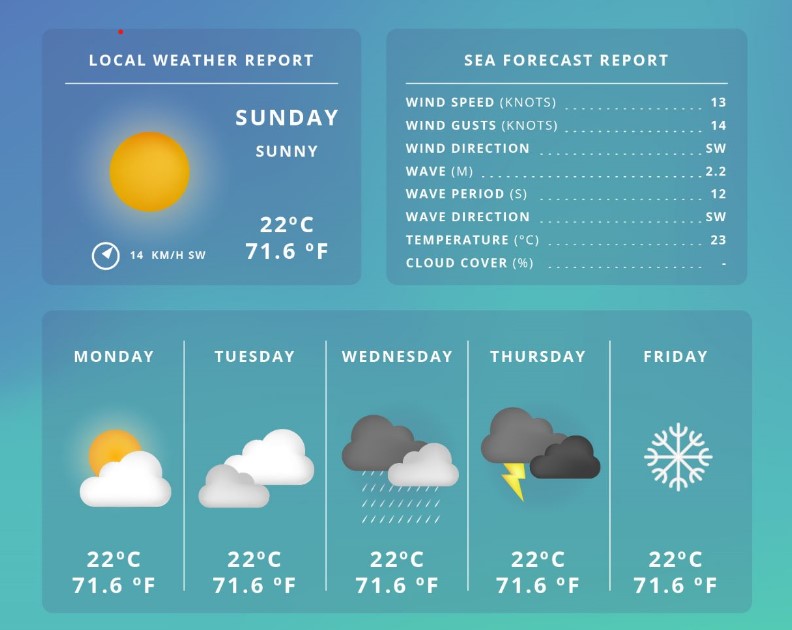 LOCAL WEATHER REPORT
SUNDAY
SUNNY
22ºC
71.6 ºF
14 KM/H SW
SEA FORECAST REPORT
WIND SPEED (KNOTS) 13
WIND GUSTS (KNOTS) 14
WIND DIRECTION SW
WAVE (M) 2.2
WAVE PERIOD (S) 12
WAVE DIRECTION SW
TEMPERATURE (°C) 23
CLOUD COVER (%) -
MONDAY
22ºC
71.6 ºF
TUESDAY
22ºC
71.6 ºF
WEDNESDAY
22ºC
71.6 ºF
THURSDAY
22ºC
71.6 ºF
FRIDAY
22ºC
71.6 ºF